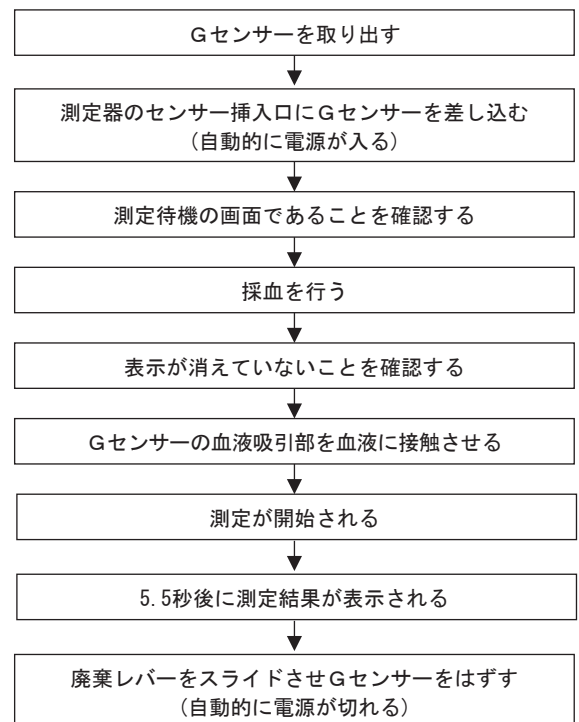 Ｇセンサーを取り出す
測定器のセンサー挿入口にＧセンサーを差し込む
（自動的に電源が入る）
測定待機の画面であることを確認する
採血を行う
表示が消えていないことを確認する
Ｇセンサーの血液吸引部を血液に接触させる
測定が開始される
5.5秒後に測定結果が表示される
廃棄レバーをスライドさせＧセンサーをはずす
（自動的に電源が切れる）